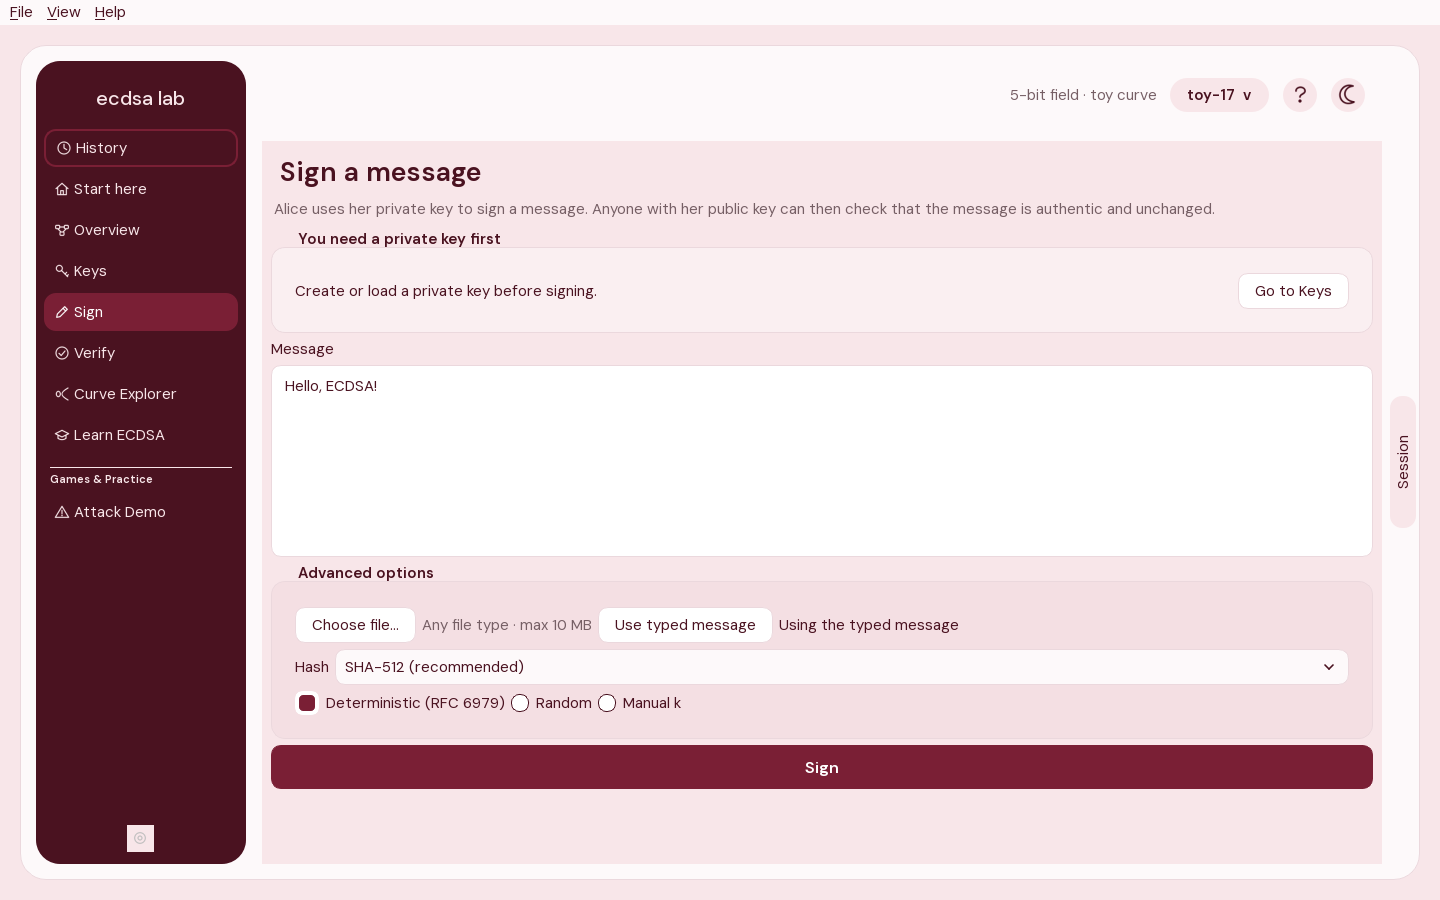 File View Help
ecdsa lab
History
Start here
Overview
Keys
Sign
Verify
Curve Explorer
Learn ECDSA
Games & Practice
Attack Demo
5-bit field · toy curve toy-17 v ?
Sign a message
Alice uses her private key to sign a message. Anyone with her public key can then check that the message is authentic and unchanged.
You need a private key first
Create or load a private key before signing. Go to Keys
Message
Hello, ECDSA!
Advanced options
Choose file... Any file type · max 10 MB Use typed message Using the typed message
Hash SHA-512 (recommended)
Deterministic (RFC 6979) Random Manual k
Sign
Session